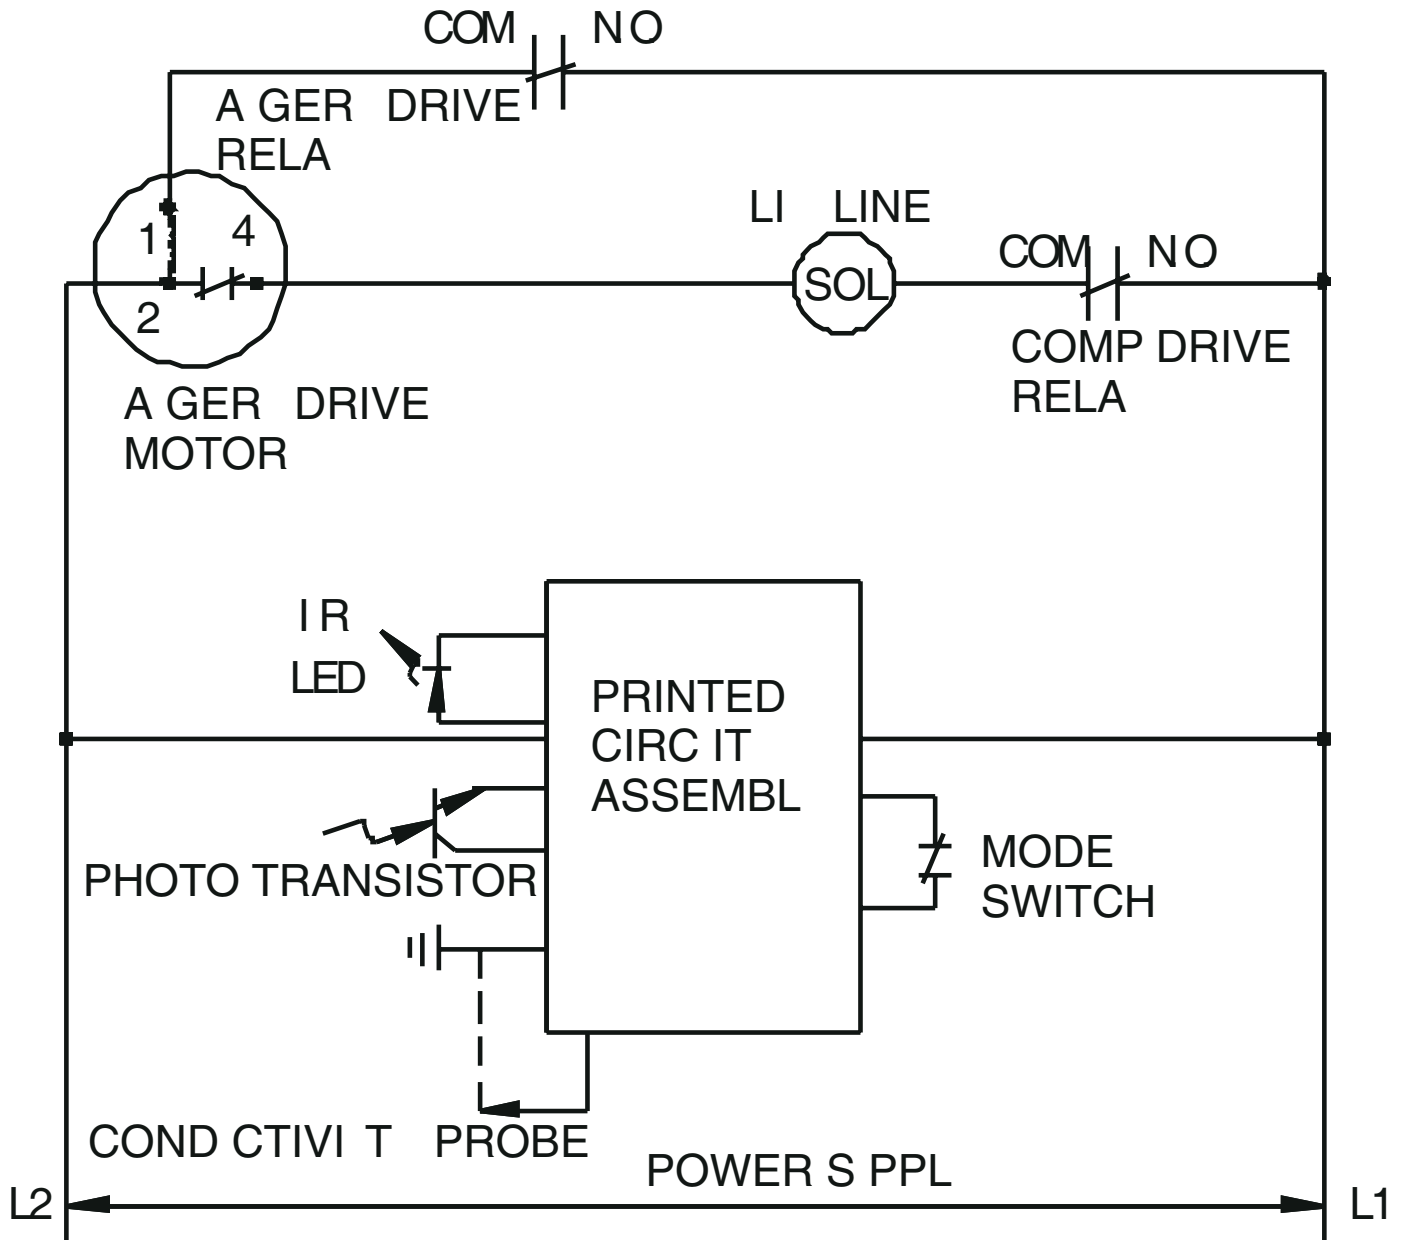 COM NO
A GER DRIVE
RELA
1 4
2
LI LINE
SOL
COM NO
COMP DRIVE
RELA
A GER DRIVE
MOTOR
I R
LED
PRINTED
CIRC IT
ASSEMBL
PHOTO TRANSISTOR
MODE
SWITCH
COND CTIVI T PROBE
POWER S PPL
L2
L1